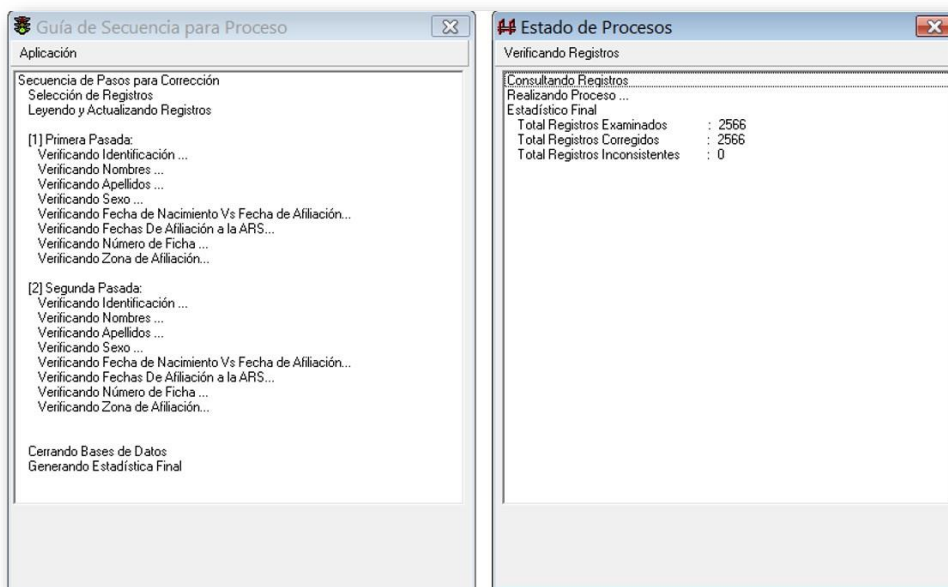 Guía de Secuencia para Proceso
Aplicación
Secuencia de Pasos para Corrección
Selección de Registros
Leyendo y Actualizando Registros
[1] Primera Pasada:
Verificando Identificación ...
Verificando Nombres ...
Verificando Apellidos ...
Verificando Sexo ...
Verificando Fecha de Nacimiento Vs Fecha de Afiliación...
Verificando Fechas De Afiliación a la ARS...
Verificando Número de Ficha ...
Verificando Zona de Afiliación...
[2] Segunda Pasada:
Verificando Identificación ...
Verificando Nombres ...
Verificando Apellidos ...
Verificando Sexo ...
Verificando Fecha de Nacimiento Vs Fecha de Afiliación...
Verificando Fechas De Afiliación a la ARS...
Verificando Número de Ficha ...
Verificando Zona de Afiliación...
Cerrando Bases de Datos
Generando Estadística Final
Estado de Procesos
Verificando Registros
Consultando Registros
Realizando Proceso ...
Estadístico Final
Total Registros Examinados : 2566
Total Registros Corregidos : 2566
Total Registros Inconsistentes : 0